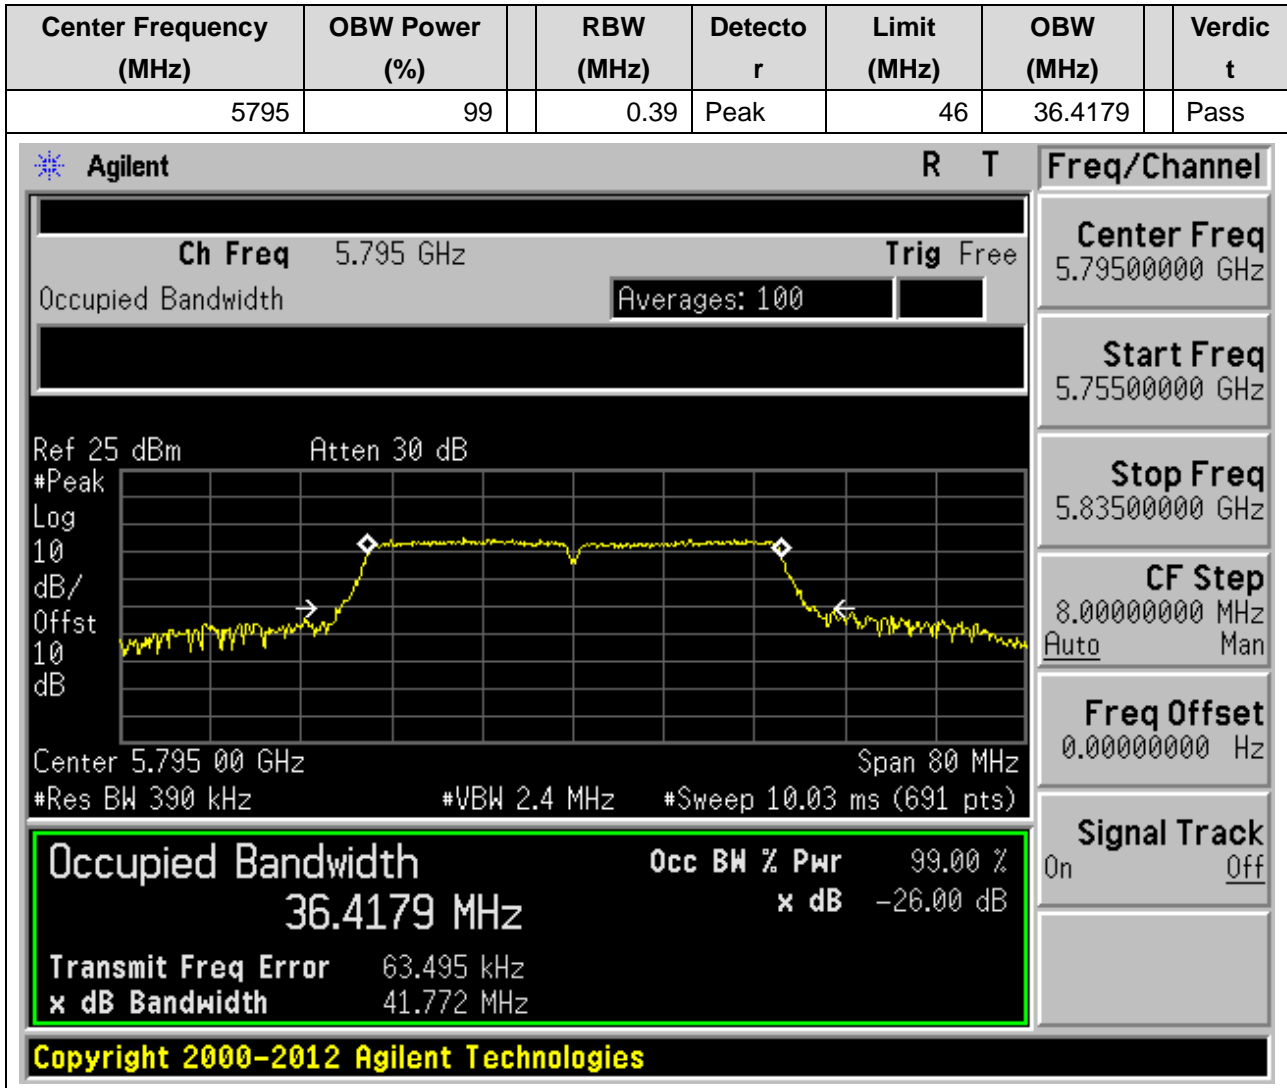 Center Frequency (MHz) OBW Power (%) RBW (MHz) Detecto r Limit (MHz) OBW (MHz) Verdic t
5795 99 0.39 Peak 46 36.4179 Pass
Agilent R T Freq/Channel
Ch Freq 5.795 GHz Trig Free
Occupied Bandwidth Averages: 100
Center Freq
5.79500000 GHz
Start Freq
5.75500000 GHz
Stop Freq
5.83500000 GHz
CF Step
8.00000000 MHz
Auto Man
Freq Offset
0.00000000 Hz
Signal Track
On Off
Ref 25 dBm Atten 30 dB
#Peak
Log
10
dB/
Offst
10
dB
Center 5.795 00 GHz Span 80 MHz
#Res BW 390 kHz #VBW 2.4 MHz #Sweep 10.03 ms (691 pts)
Occupied Bandwidth Occ BW % Pwr 99.00 %
36.4179 MHz x dB -26.00 dB
Transmit Freq Error 63.495 kHz
x dB Bandwidth 41.772 MHz
Copyright 2000-2012 Agilent Technologies